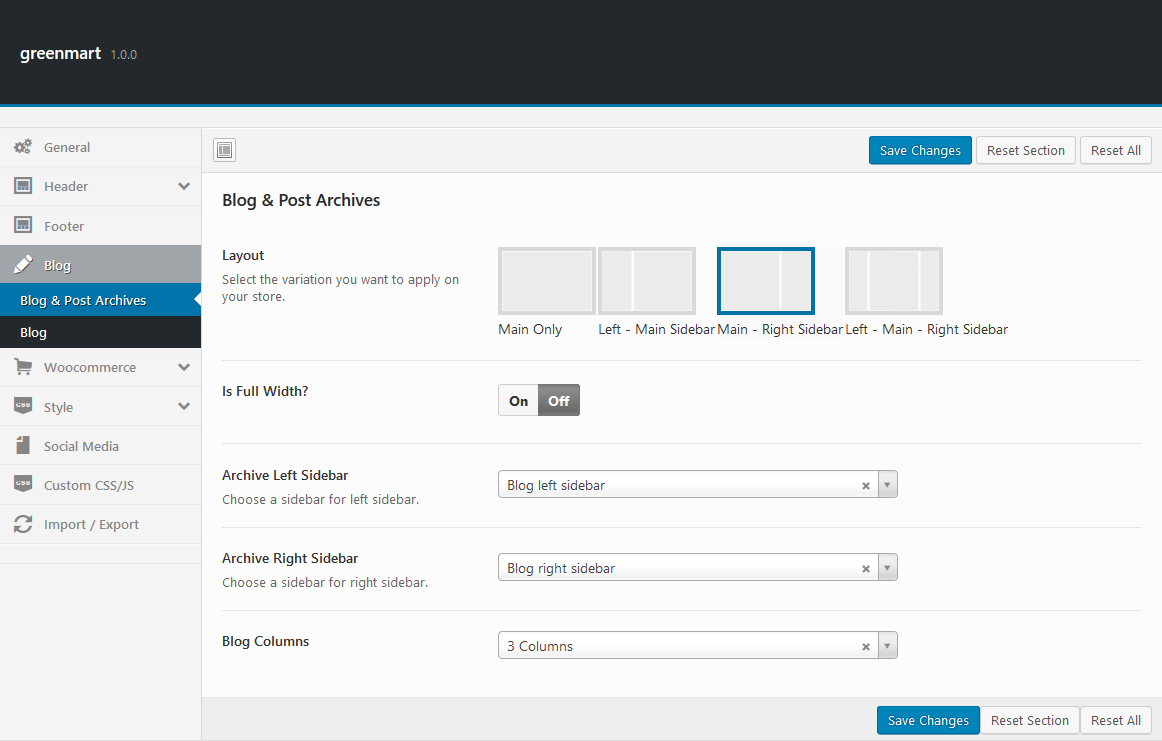 greenmart 1.0.0
General
Header
Footer
Blog
Blog & Post Archives
Blog
Woocommerce
CSS Style
Social Media
CSS Custom CSS/JS
Import / Export
Save Changes Reset Section Reset All
Blog & Post Archives
Layout
Select the variation you want to apply on
your store.
Main Only Left - Main Sidebar Main - Right Sidebar Left - Main - Right Sidebar
Is Full Width?
On Off
Archive Left Sidebar
Choose a sidebar for left sidebar.
Blog left sidebar
Archive Right Sidebar
Choose a sidebar for right sidebar.
Blog right sidebar
Blog Columns
3 Columns
Save Changes Reset Section Reset All